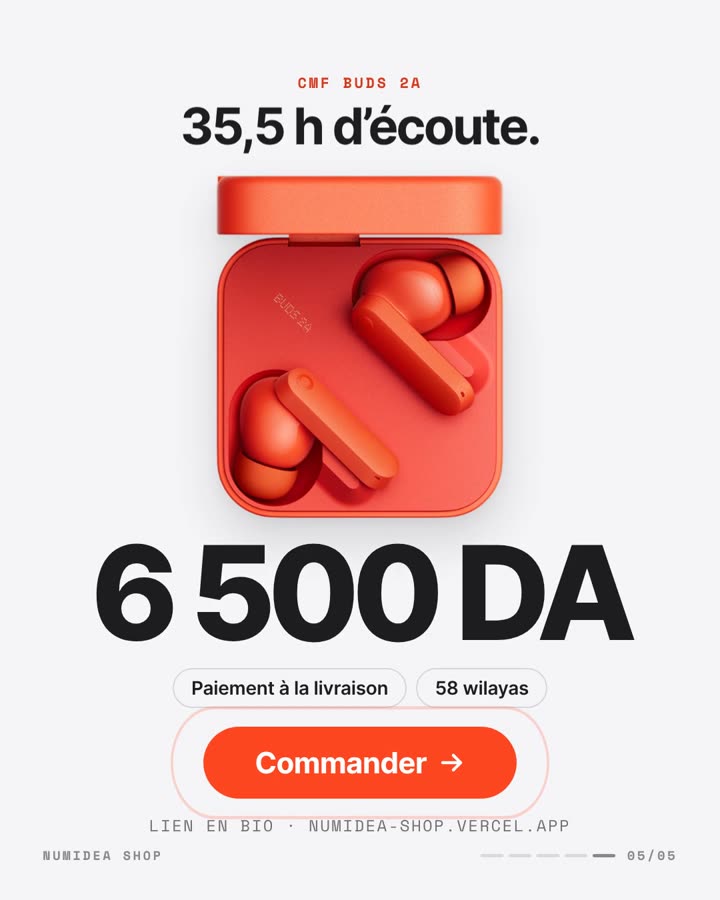 CMF BUDS 2A
35,5 h d’écoute.
BUDS 2A
6 500 DA
Paiement à la livraison
58 wilayas
Commander →
LIEN EN BIO · NUMIDEA-SHOP.VERCEL.APP
NUMIDEA SHOP
05/05